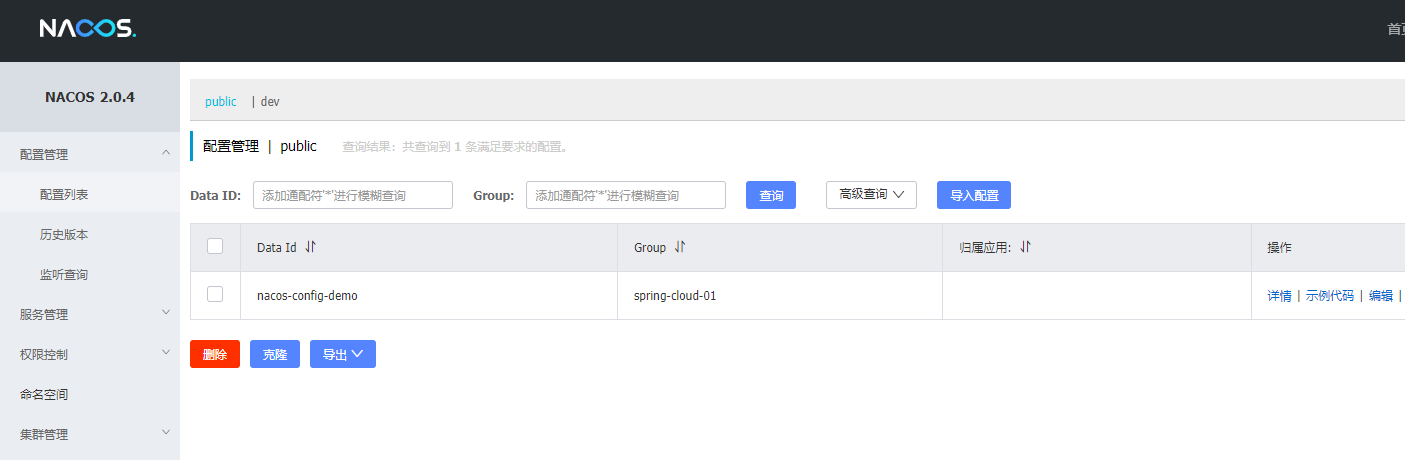 NACOS.
首页
NACOS 2.0.4
public | dev
配置管理
配置管理 | public 查询结果：共查询到 1 条满足要求的配置。
配置列表
Data ID: 添加通配符'*'进行模糊查询 Group: 添加通配符'*'进行模糊查询 查询 高级查询 导入配置
历史版本
Data Id Group 归属应用: 操作
监听查询
nacos-config-demo spring-cloud-01 详情 | 示例代码 | 编辑 |
服务管理
权限控制
删除 克隆 导出
命名空间
集群管理